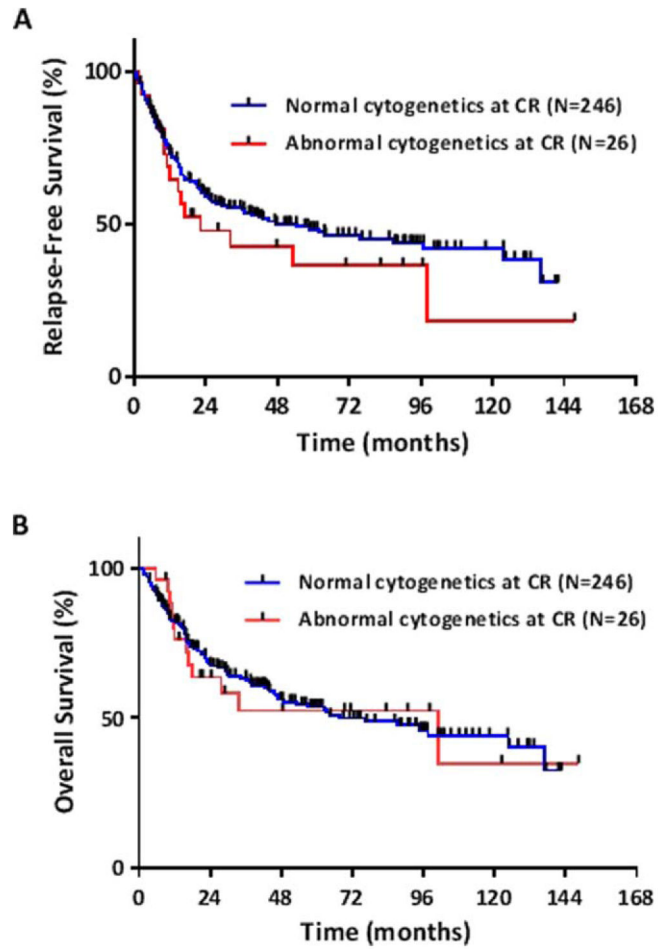 A
Relapse-Free Survival (%)
100
50
0
Normal cytogenetics at CR (N=246)
Abnormal cytogenetics at CR (N=26)
0 24 48 72 96 120 144 168
Time (months)
B
Overall Survival (%)
100
50
0
Normal cytogenetics at CR (N=246)
Abnormal cytogenetics at CR (N=26)
0 24 48 72 96 120 144 168
Time (months)